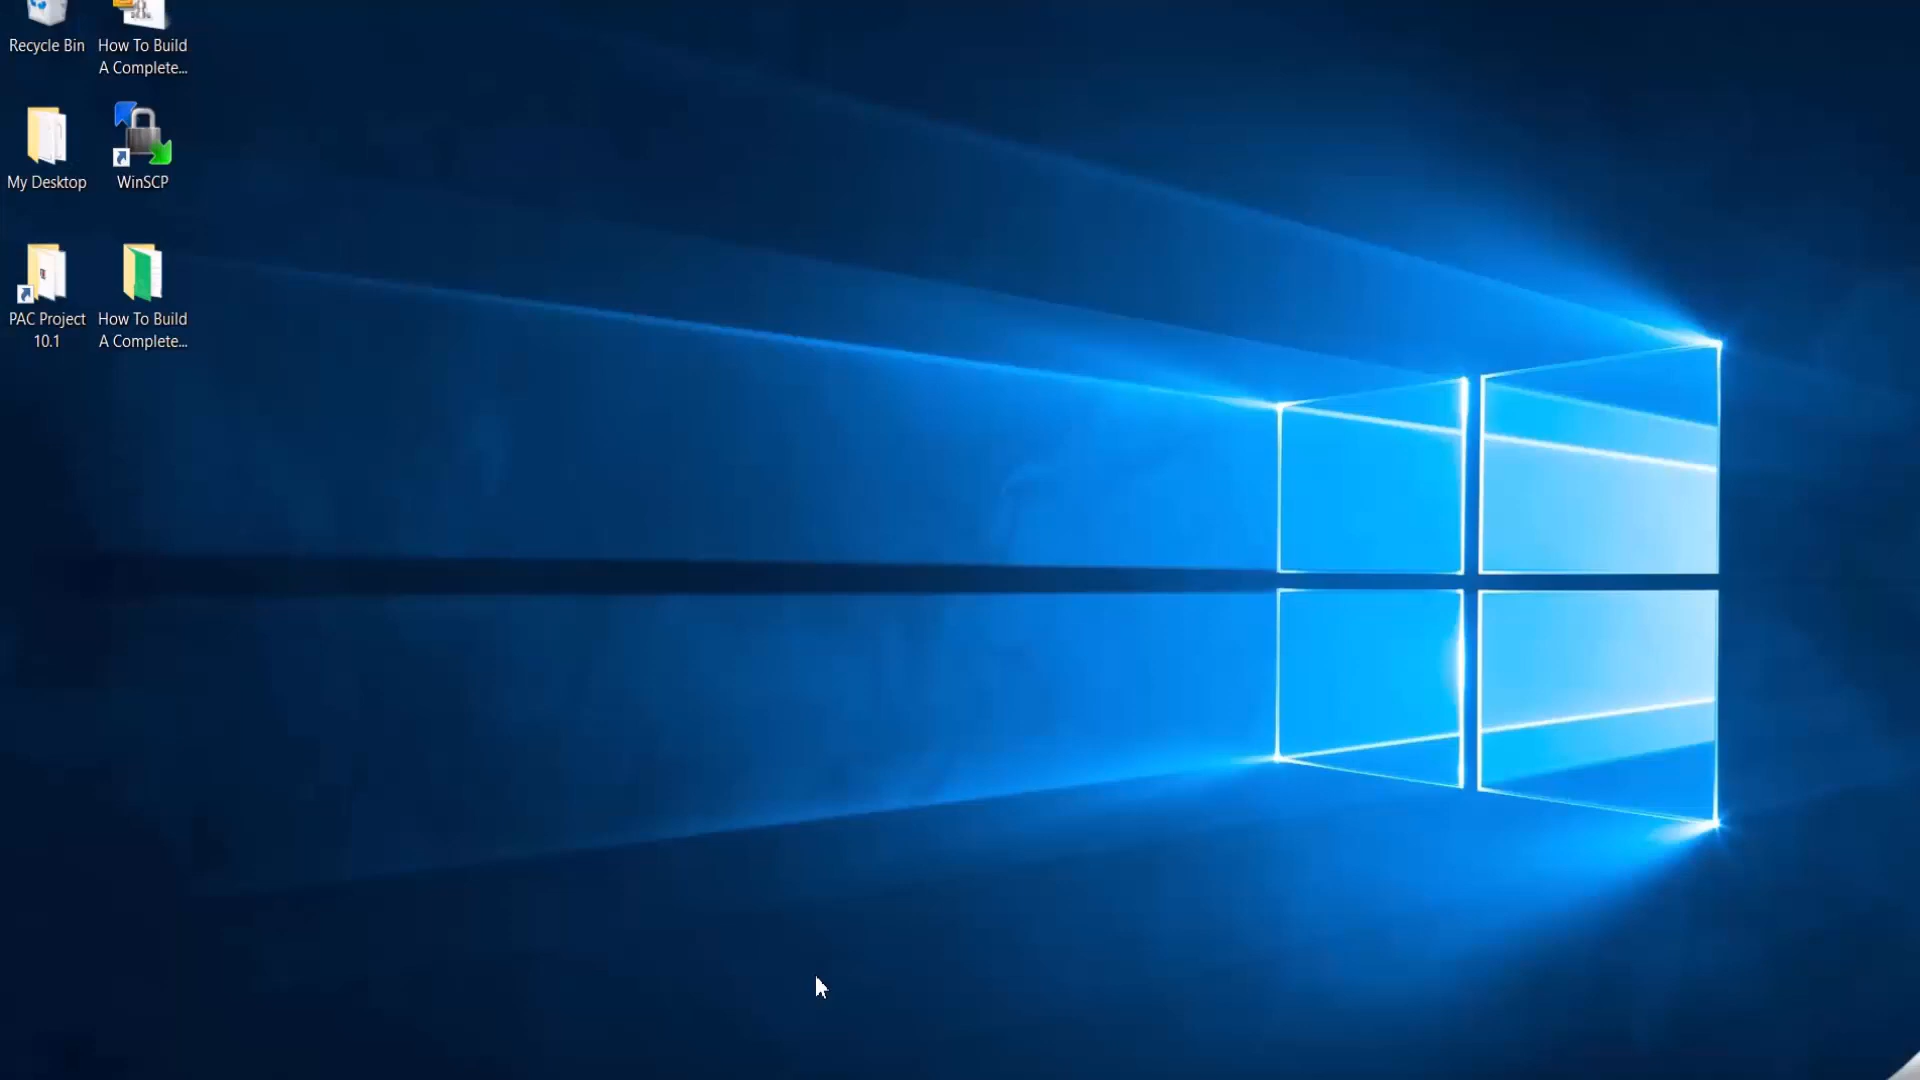 Recycle Bin
How To Build
A Complete...
My Desktop
WinSCP
PAC Project
10.1
How To Build
A Complete...